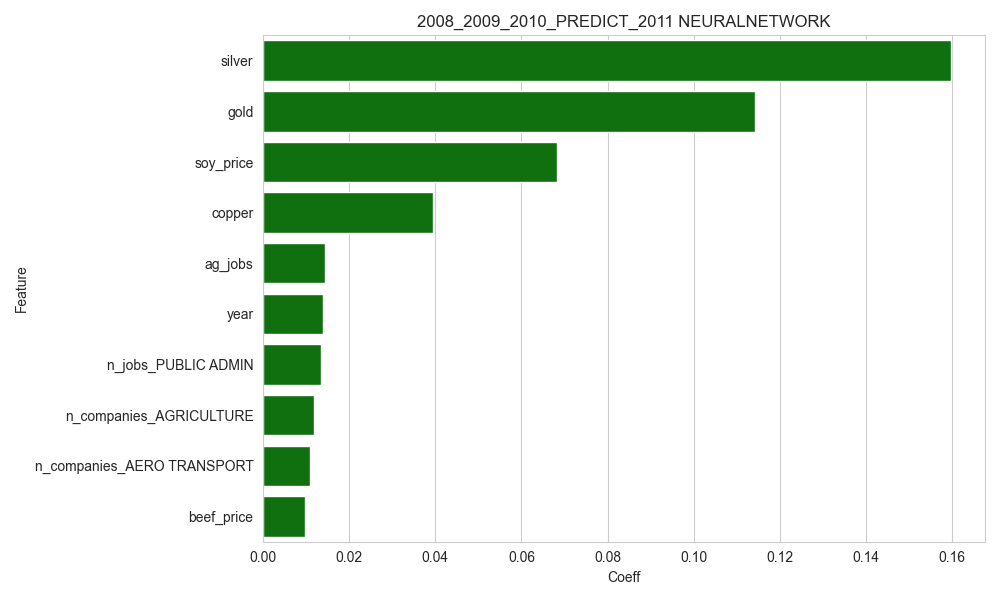 2008_2009_2010_PREDICT_2011 NEURALNETWORK
Feature
silver
gold
soy_price
copper
ag_jobs
year
n_jobs_PUBLIC ADMIN
n_companies_AGRICULTURE
n_companies_AERO TRANSPORT
beef_price
0.00 0.02 0.04 0.06 0.08 0.10 0.12 0.14 0.16
Coeff